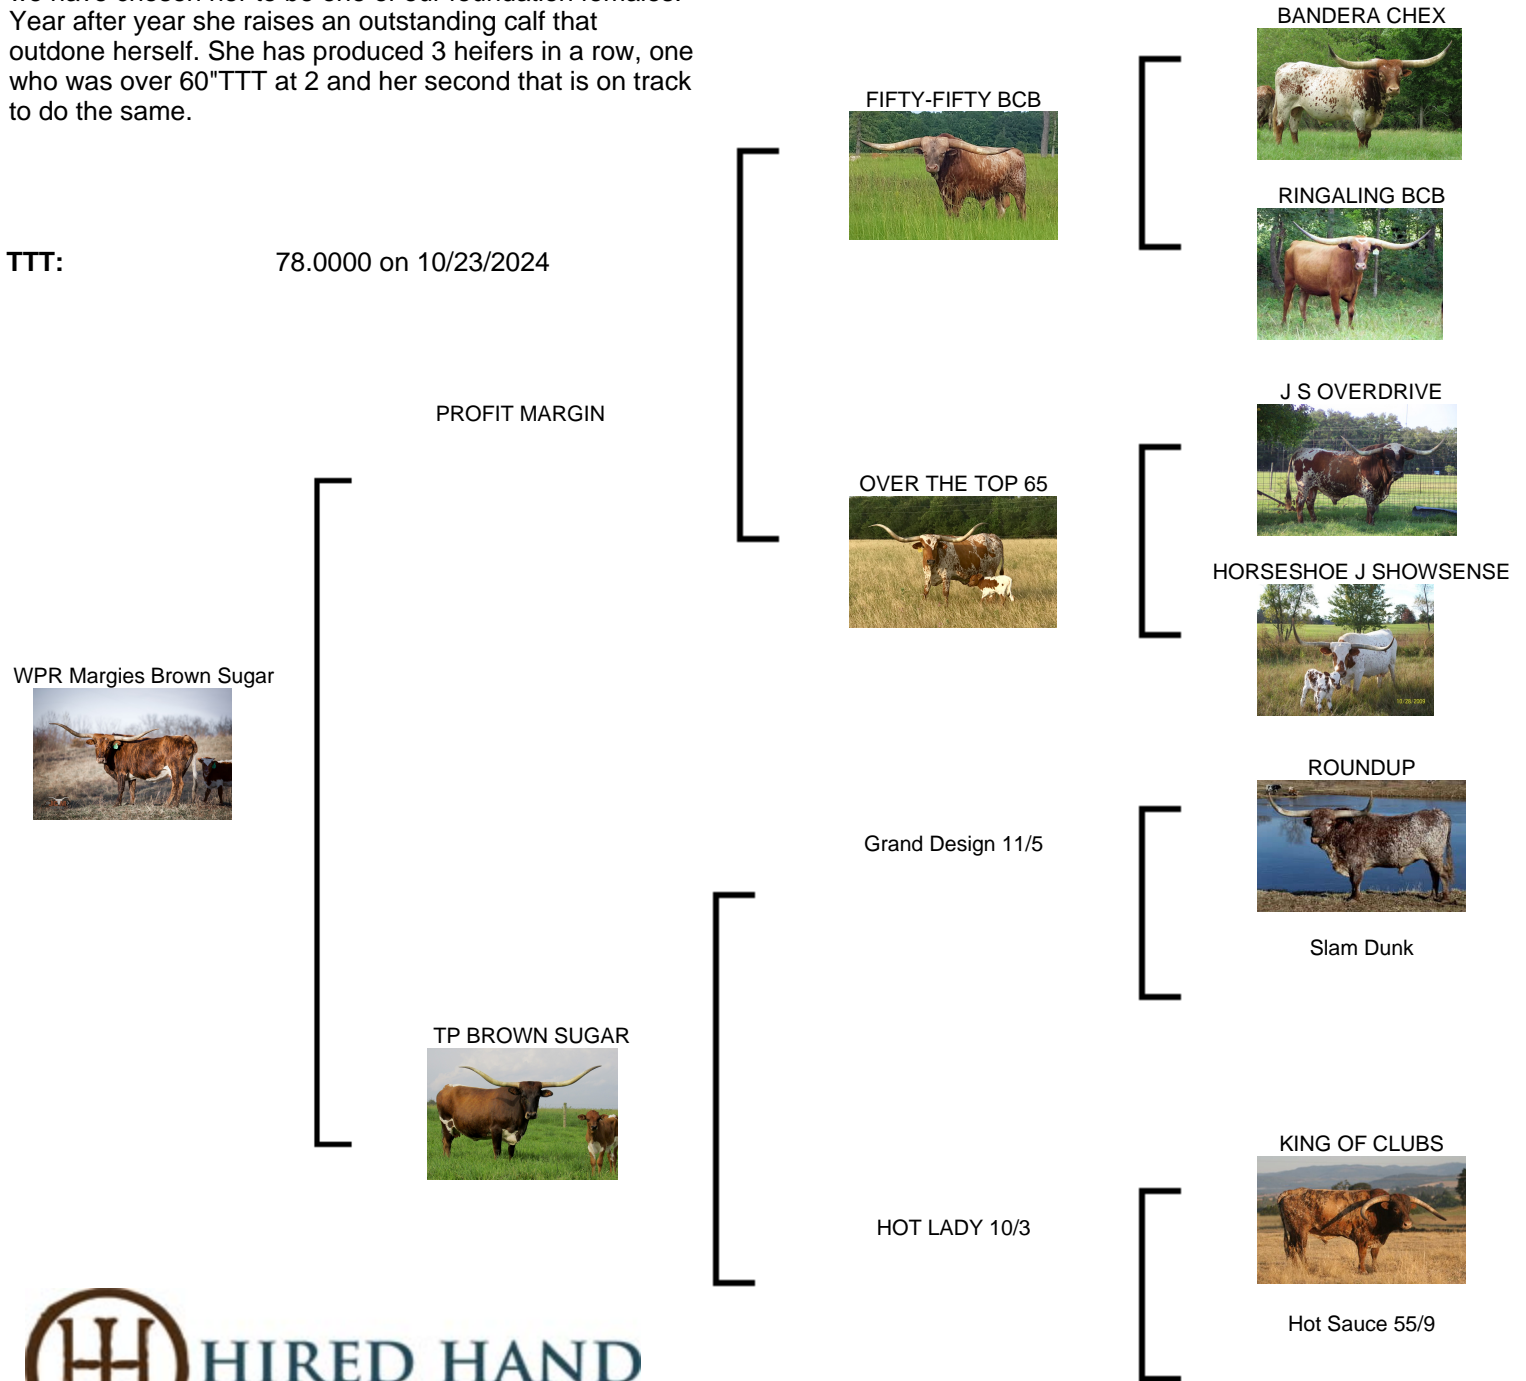 Year after year she raises an outstanding calf that
outdone herself. She has produced 3 heifers in a row, one
who was over 60"TTT at 2 and her second that is on track
to do the same.
TTT: 78.0000 on 10/23/2024
BANDERA CHEX
FIFTY-FIFTY BCB
RINGALING BCB
PROFIT MARGIN
J S OVERDRIVE
OVER THE TOP 65
HORSESHOE J SHOWSENSE
10/28/2009
WPR Margies Brown Sugar
ROUNDUP
Grand Design 11/5
Slam Dunk
TP BROWN SUGAR
KING OF CLUBS
HOT LADY 10/3
Hot Sauce 55/9
HIRED HAND